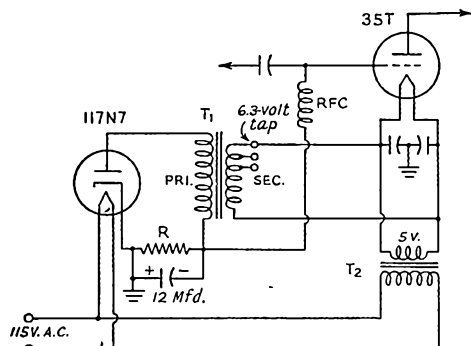 35T
117N7
T1
6.3-volt
tap
RFC
PRI.
SEC.
R
+ -
12 Mfd.
5 V.
T2
115V. A.C.